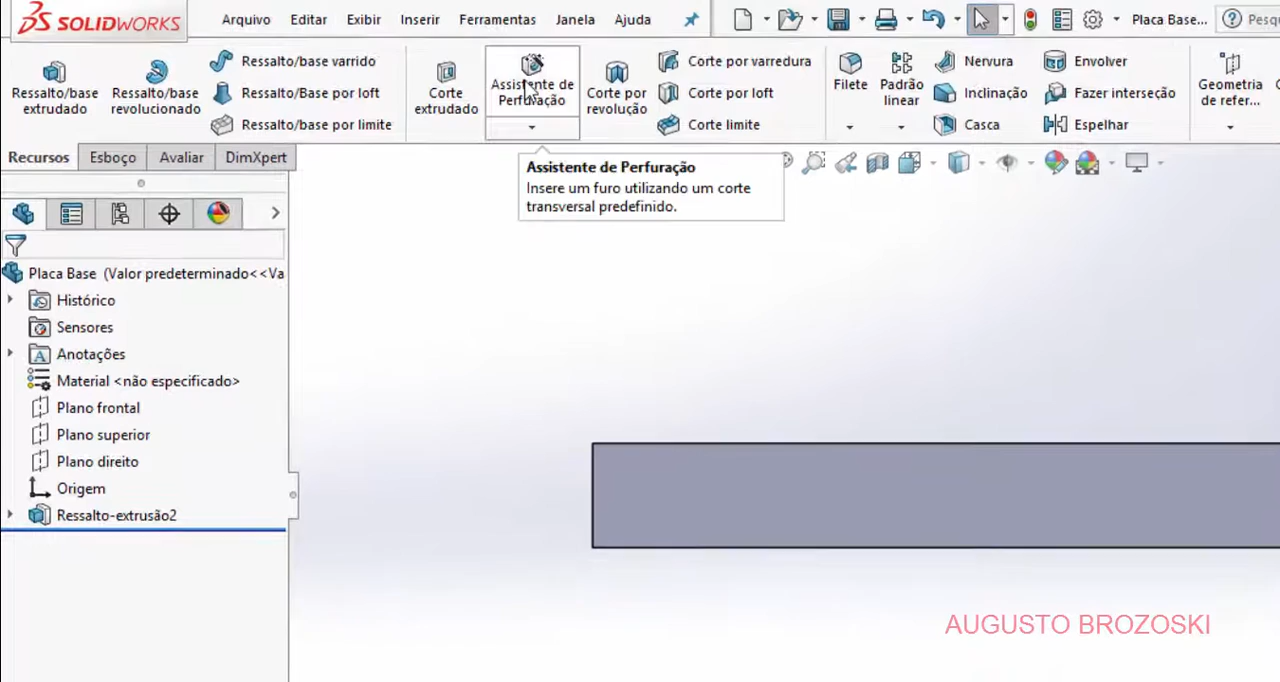 SOLIDWORKS
Arquivo Editar Exibir Inserir Ferramentas Janela Ajuda
Placa Base...
Ressalto/base extrudado
Ressalto/base revolucionado
Ressalto/base varrido
Ressalto/base por loft
Ressalto/base por limite
Corte extrudado
Assistente de Perfuração
Corte por revolução
Corte por varredura
Corte por loft
Corte limite
Filete
Padrão linear
Nervura
Inclinação
Casca
Envolver
Fazer interseção
Espelhar
Geometria de refer...
Recursos Esboço Avaliar DimXpert
Assistente de Perfuração
Insere um furo utilizando um corte
transversal predefinido.
Placa Base (Valor predeterminado<<Va
Histórico
Sensores
Anotações
Material <não especificado>
Plano frontal
Plano superior
Plano direito
Origem
Ressalto-extrusão2
AUGUSTO BROZOSKI